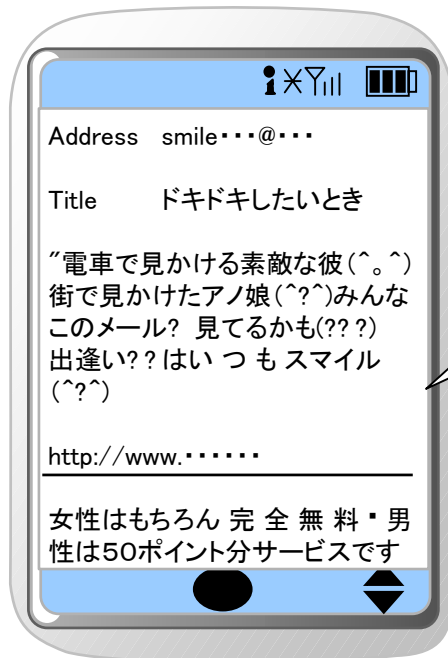 Address smile・・・@・・・
Title ドキドキしたいとき
"電車で見かける素敵な彼(^。^)
街で見かけたアノ娘(^?^)みんな
このメール? 見てるかも(???)
出逢い??はい つ も スマイル
(^?^)
http://www.・・・・・・
女性はもちろん 完 全 無 料・男
性は50ポイント分サービスです